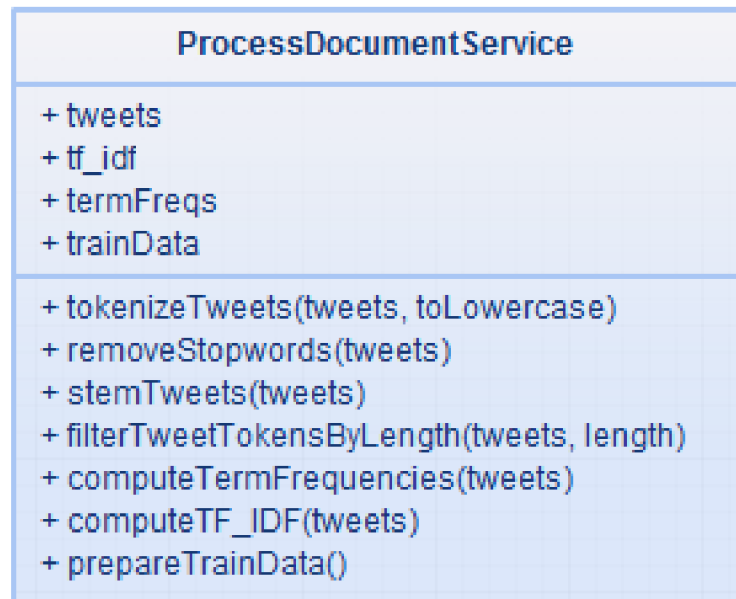 ProcessDocumentService
+ tweets
+ tf_idf
+ termFreqs
+ trainData
+ tokenizeTweets(tweets, toLowercase)
+ removeStopwords(tweets)
+ stemTweets(tweets)
+ filterTweetTokensByLength(tweets, length)
+ computeTermFrequencies(tweets)
+ computeTF_IDF(tweets)
+ prepareTrainData()